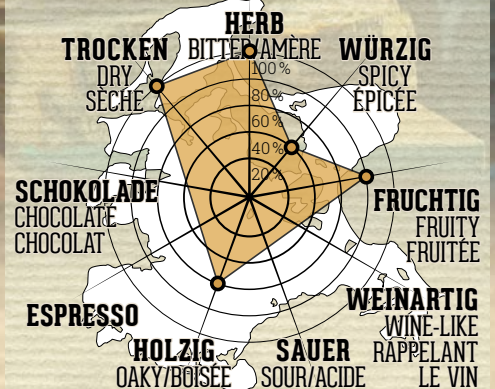 HERB
BITTER/AMÈRE
TROCKEN
DRY
SÈCHE
WÜRZIG
SPICY
ÉPICÉE
100%
80%
60%
40%
20%
SCHOKOLADE
CHOCOLATE
CHOCOLAT
FRUCHTIG
FRUITY
FRUITÉE
ESPRESSO
WEINARTIG
WINE-LIKE
RAPPELANT
LE VIN
HOLZIG
OAKY/BOISÉE
SAUER
SOUR/ACIDE